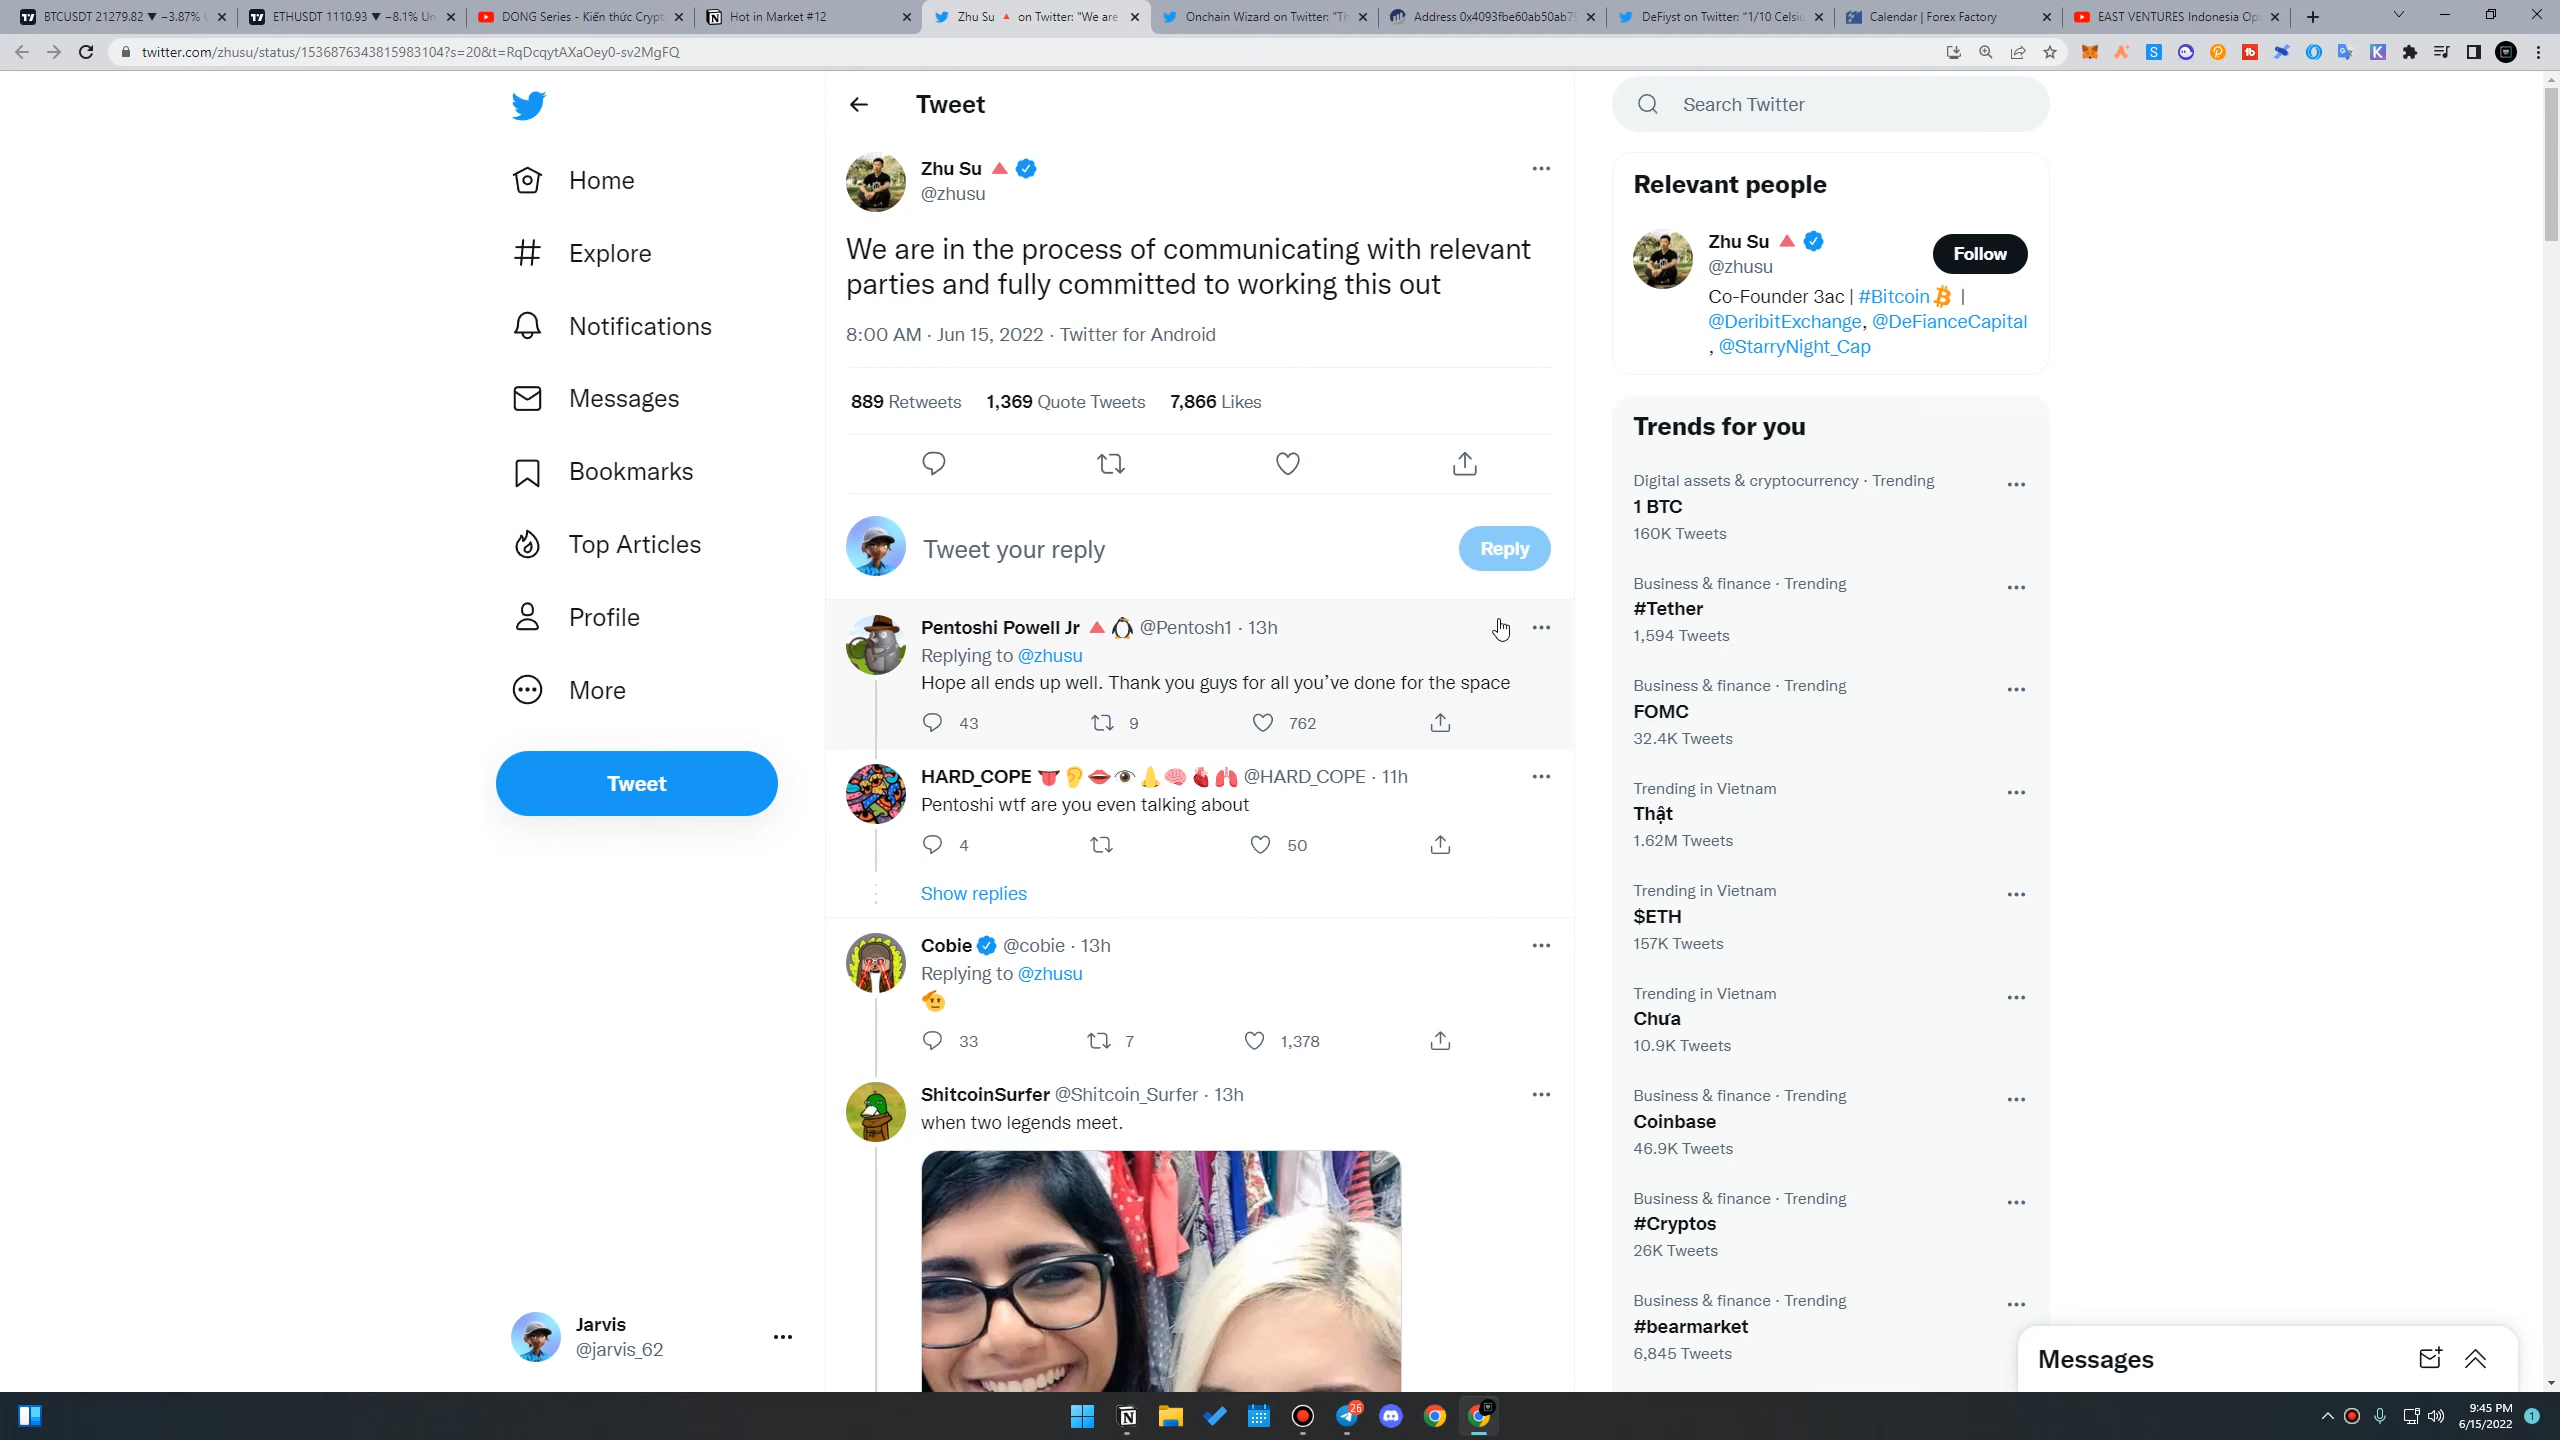 BTCUSDT 21279.82 ▼ −3.87%
ETHUSDT 1110.93 ▼ −8.1% Un
DONG Series - Kiến thức Crypt
Hot in Market #12
Zhu Su 🔺 on Twitter: "We are
Onchain Wizard on Twitter: "Th
Address 0x4093fbe60ab50ab79
DeFiyst on Twitter: "1/10 Celsiu
Calendar | Forex Factory
EAST VENTURES Indonesia Ope
twitter.com/zhusu/status/1536876343815983104?s=20&t=RqDcqytAXaOey0-sv2MgFQ
Home
Explore
Notifications
Messages
Bookmarks
Top Articles
Profile
More
Tweet
Jarvis
@jarvis_62
Tweet
Zhu Su 🔺
@zhusu
We are in the process of communicating with relevant
parties and fully committed to working this out
8:00 AM · Jun 15, 2022 · Twitter for Android
889 Retweets 1,369 Quote Tweets 7,866 Likes
Tweet your reply
Reply
Pentoshi Powell Jr 🔺🐧 @Pentosh1 · 13h
Replying to @zhusu
Hope all ends up well. Thank you guys for all you’ve done for the space
43 9 762
HARD_COPE 👅👂👄👁👃🧠🫀🫁 @HARD_COPE · 11h
Pentoshi wtf are you even talking about
4 50
Show replies
Cobie @cobie · 13h
Replying to @zhusu
🫡
33 7 1,378
ShitcoinSurfer @Shitcoin_Surfer · 13h
when two legends meet.
Search Twitter
Relevant people
Zhu Su 🔺
@zhusu
Follow
Co-Founder 3ac | #Bitcoin |
@DeribitExchange, @DeFianceCapital
, @StarryNight_Cap
Trends for you
Digital assets & cryptocurrency · Trending
1 BTC
160K Tweets
Business & finance · Trending
#Tether
1,594 Tweets
Business & finance · Trending
FOMC
32.4K Tweets
Trending in Vietnam
Thật
1.62M Tweets
Trending in Vietnam
$ETH
157K Tweets
Trending in Vietnam
Chưa
10.9K Tweets
Business & finance · Trending
Coinbase
46.9K Tweets
Business & finance · Trending
#Cryptos
26K Tweets
Business & finance · Trending
#bearmarket
6,845 Tweets
Messages
26
9:45 PM
6/15/2022
1